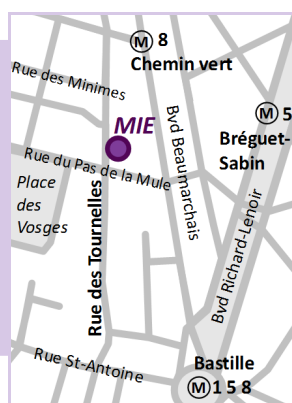 M 8
Chemin vert
Rue des Minimes
M 5
MIE
Bvd Beaumarchais
Bréguet-
Sabin
Rue du Pas de la Mule
Place
des
Vosges
Rue des Tournelles
Bvd Richard-Lenoir
Rue St-Antoine
Bastille
M 1 5 8